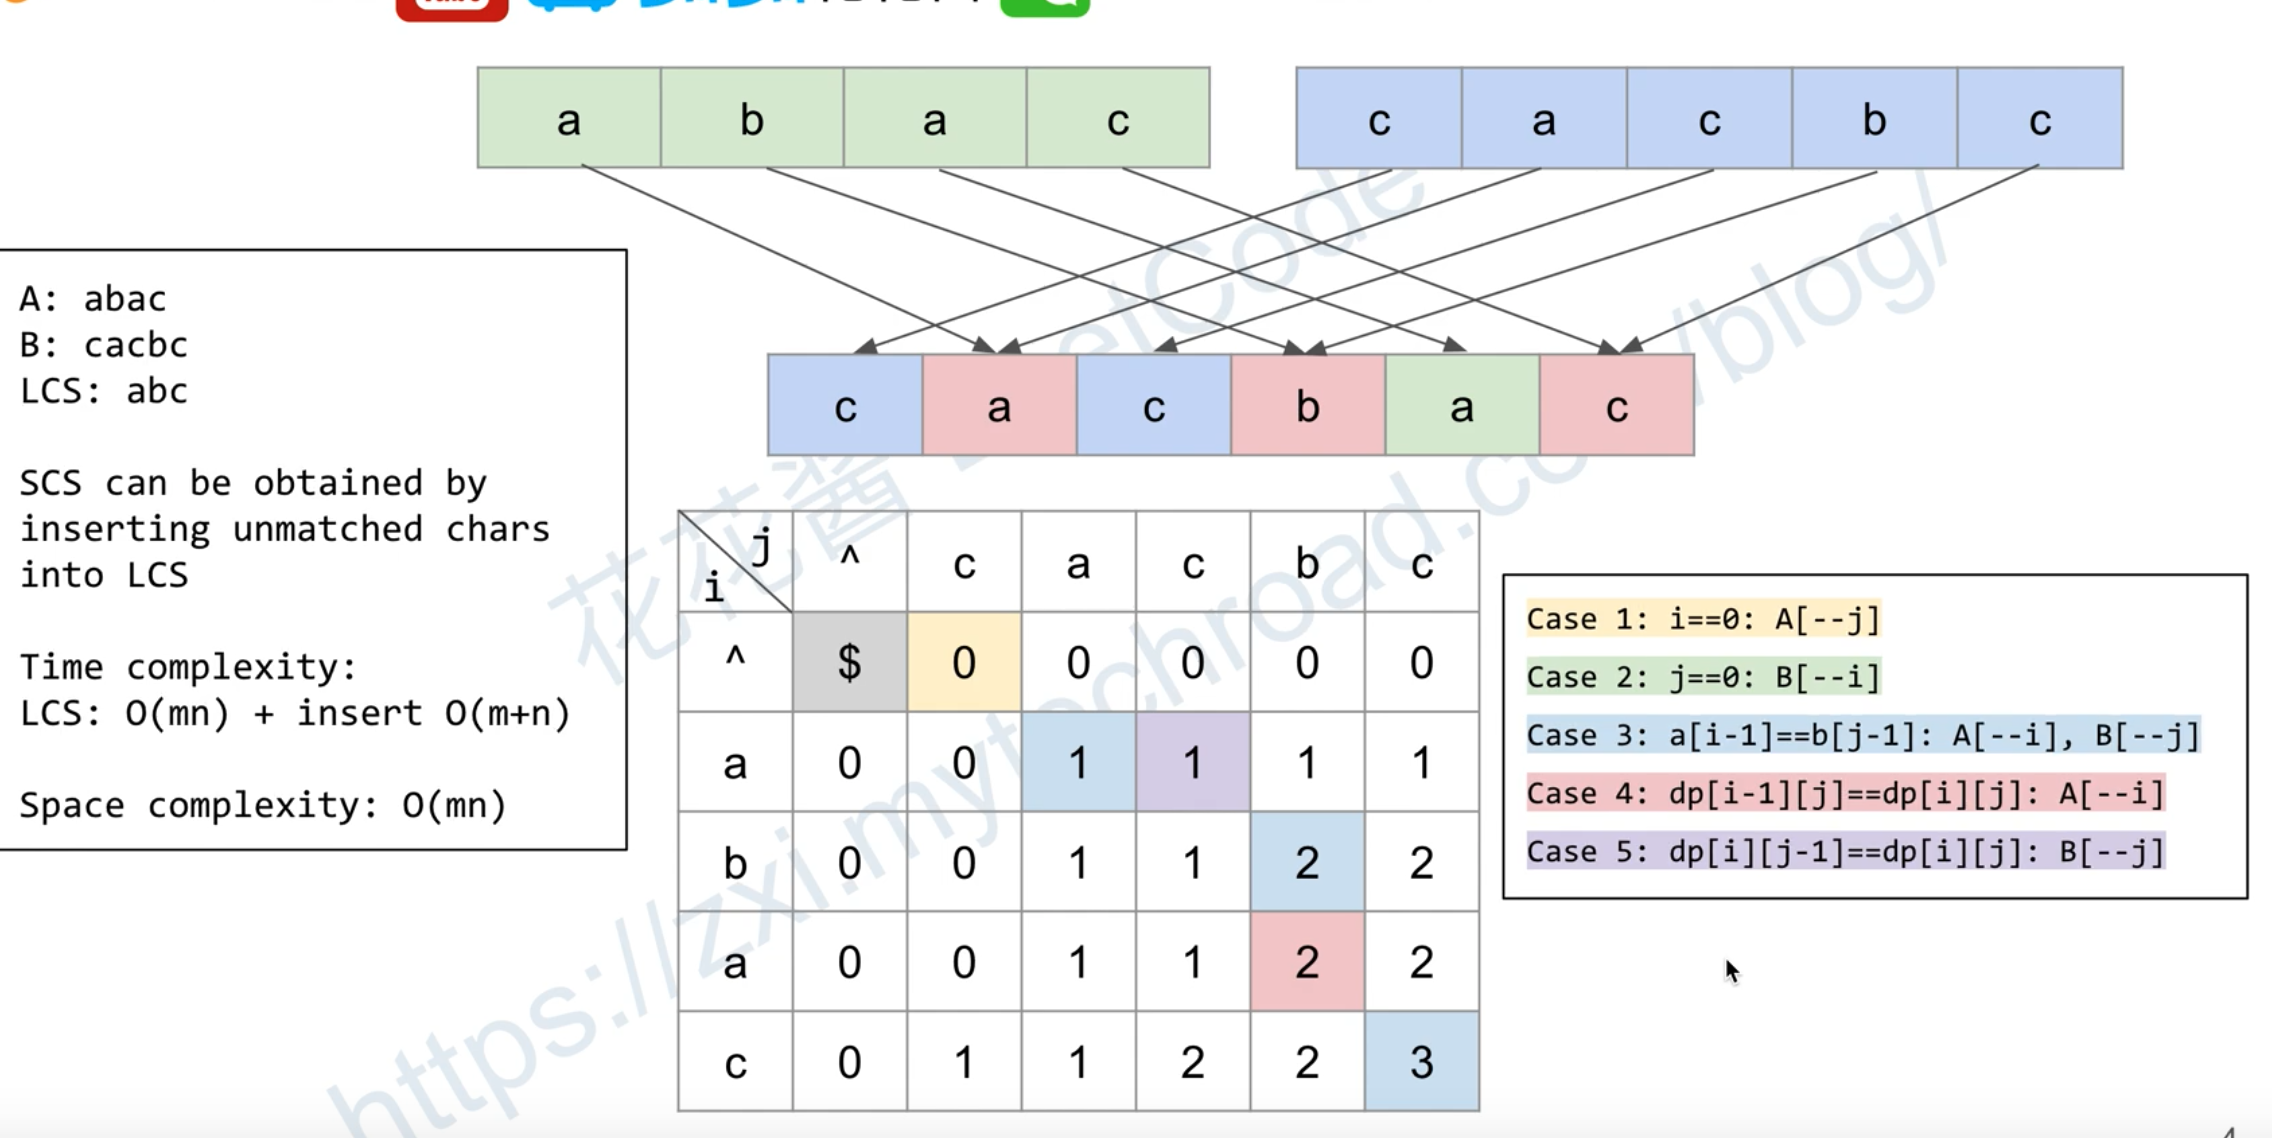 a b a c
c a c b c
c a c b a c
A: abac
B: cacbc
LCS: abc
SCS can be obtained by
inserting unmatched chars
into LCS
Time complexity:
LCS: O(mn) + insert O(m+n)
Space complexity: O(mn)
i j ^ c a c b c
^ $ 0 0 0 0 0
a 0 0 1 1 1 1
b 0 0 1 1 2 2
a 0 0 1 1 2 2
c 0 1 1 2 2 3
Case 1: i==0: A[--j]
Case 2: j==0: B[--i]
Case 3: a[i-1]==b[j-1]: A[--i], B[--j]
Case 4: dp[i-1][j]==dp[i][j]: A[--i]
Case 5: dp[i][j-1]==dp[i][j]: B[--j]
花花酱 LeetCode
https://zxi.mytechroad.com/blog/